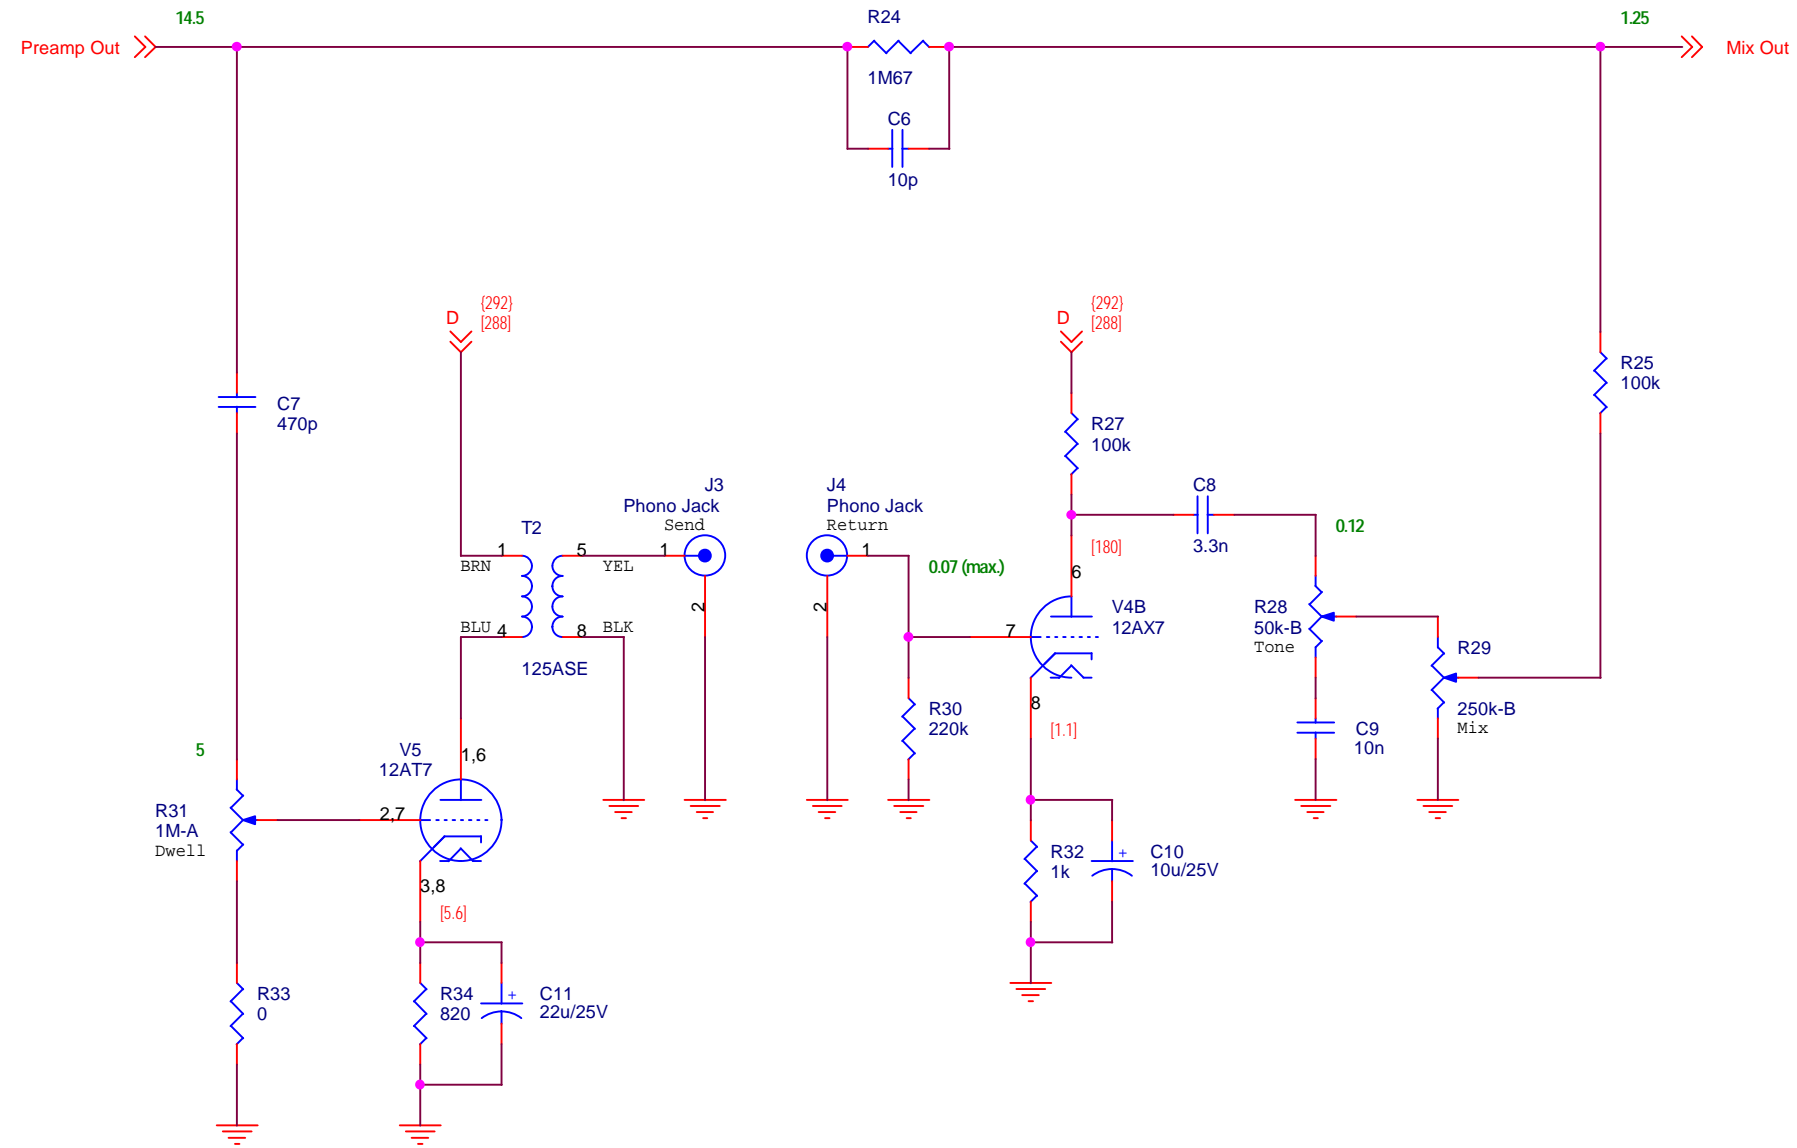 14.5
R24
1.25
Preamp Out
Mix Out
1M67
C6
10p
{292}
D
[288]
{292}
D
[288]
R25
100k
C7
470p
R27
100k
J3
Phono Jack
Send
J4
Phono Jack
Return
C8
3.3n
0.12
T2
1
5
1
1
BRN
YEL
[180]
0.07 (max.)
6
2
2
R28
50k-B
Tone
V4B
12AX7
7
BLU
4
8
BLK
125ASE
R29
250k-B
Mix
8
[1.1]
R30
220k
C9
10n
5
V5
12AT7
1,6
R31
1M-A
Dwell
2,7
3,8
[5.6]
R32
1k
+
C10
10u/25V
R33
0
R34
820
+
C11
22u/25V